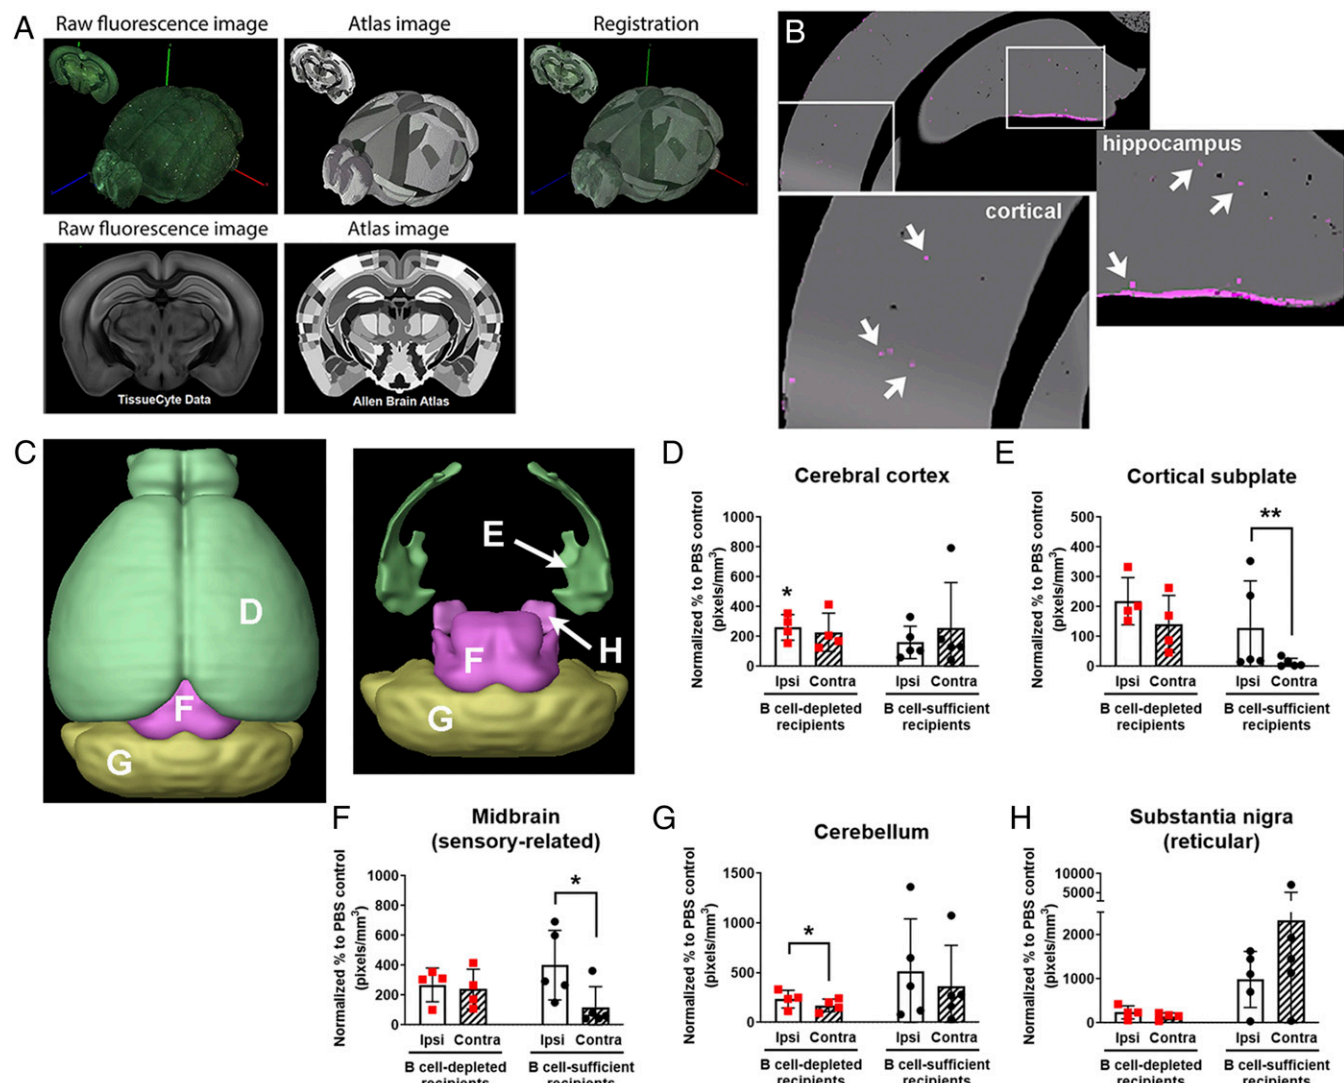 A
Raw fluorescence image
Atlas image
Registration
Raw fluorescence image
Atlas image
TissueCyte Data
Allen Brain Atlas
B
hippocampus
cortical
C
D
F
G
E
H
F
G
D
Cerebral cortex
Normalized % to PBS control
(pixels/mm³)
1000
800
600
400
200
0
*
Ipsi Contra Ipsi Contra
B cell-depleted recipients
B cell-sufficient recipients
E
Cortical subplate
Normalized % to PBS control
(pixels/mm³)
500
400
300
200
100
0
**
Ipsi Contra Ipsi Contra
B cell-depleted recipients
B cell-sufficient recipients
F
Midbrain
(sensory-related)
Normalized % to PBS control
(pixels/mm³)
1000
800
600
400
200
0
*
Ipsi Contra Ipsi Contra
B cell-depleted recipients
B cell-sufficient recipients
G
Cerebellum
Normalized % to PBS control
(pixels/mm³)
1500
1000
500
0
*
Ipsi Contra Ipsi Contra
B cell-depleted recipients
B cell-sufficient recipients
H
Substantia nigra
(reticular)
Normalized % to PBS control
(pixels/mm³)
10000
5000
2000
1000
0
Ipsi Contra Ipsi Contra
B cell-depleted recipients
B cell-sufficient recipients